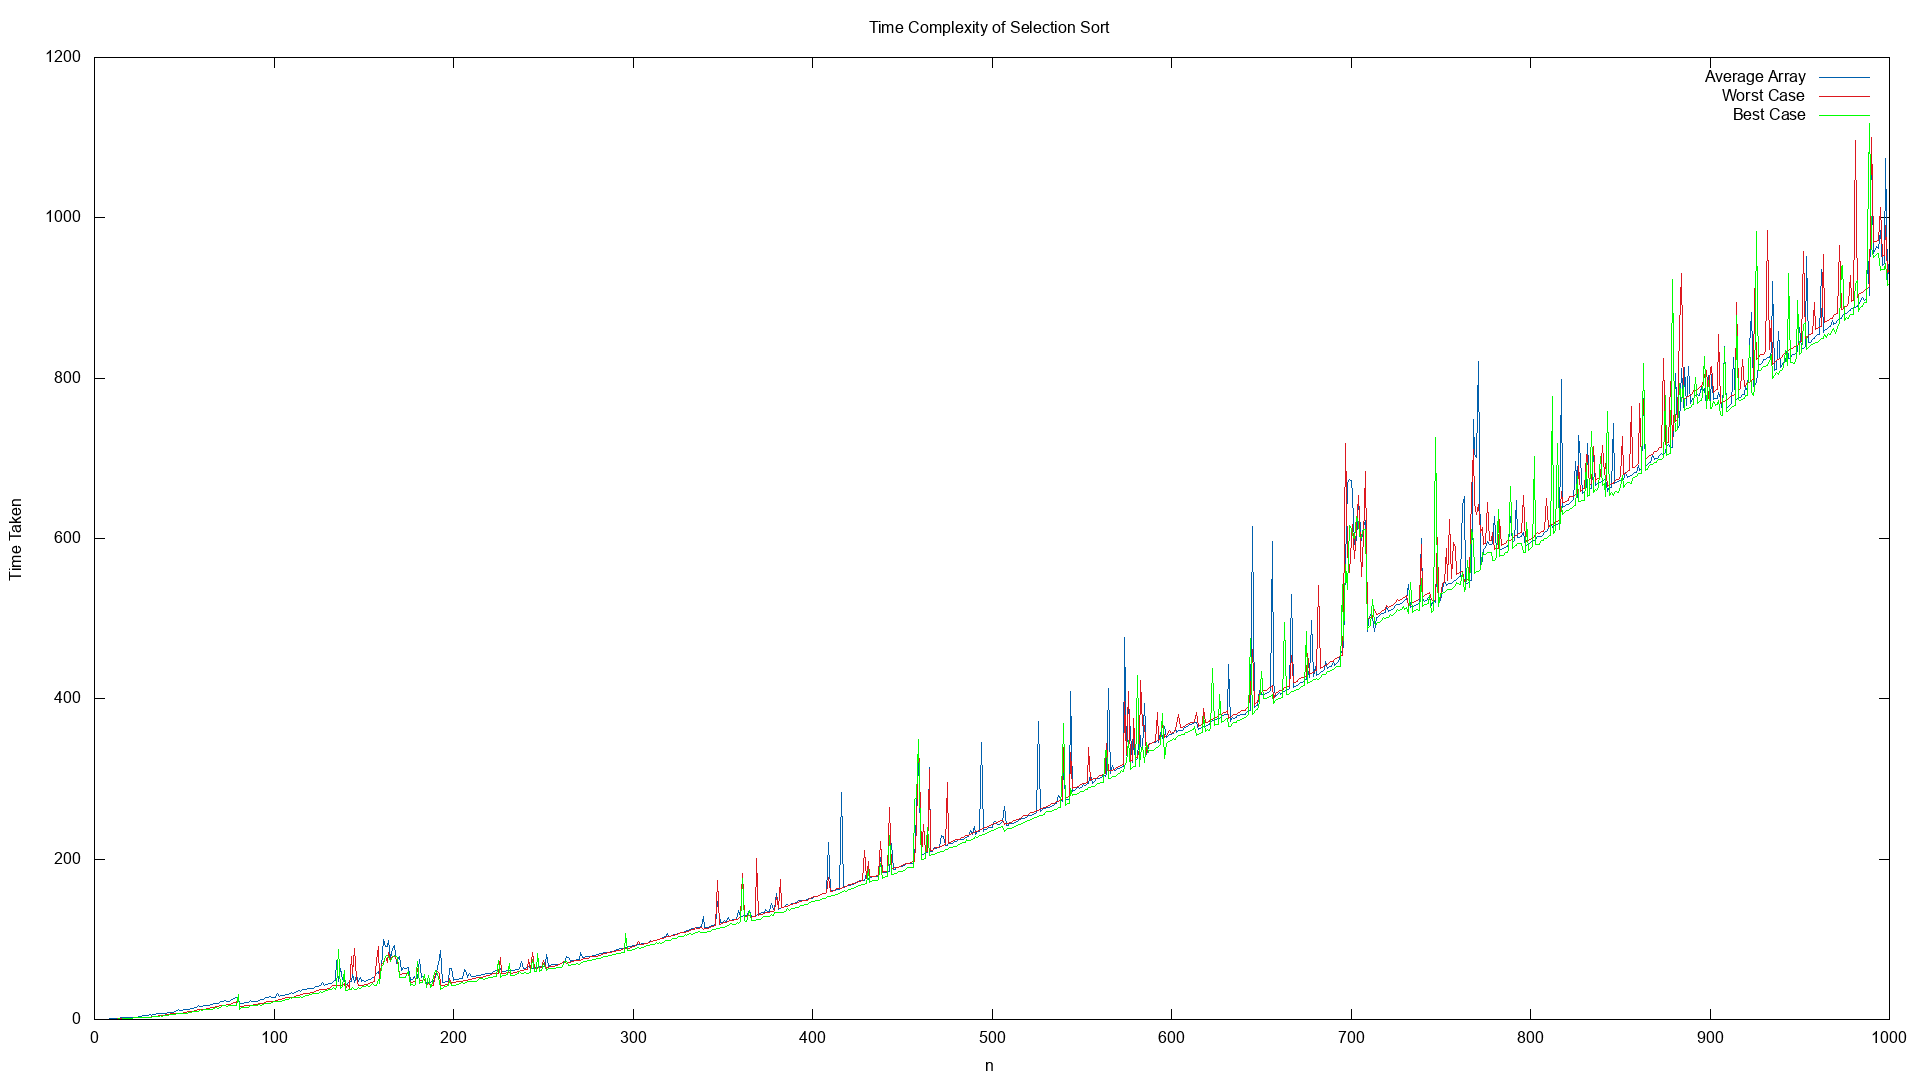 Time Complexity of Selection Sort
1200
1000
800
600
400
200
0
Time Taken
Average Array
Worst Case
Best Case
0 100 200 300 400 500 600 700 800 900 1000
n